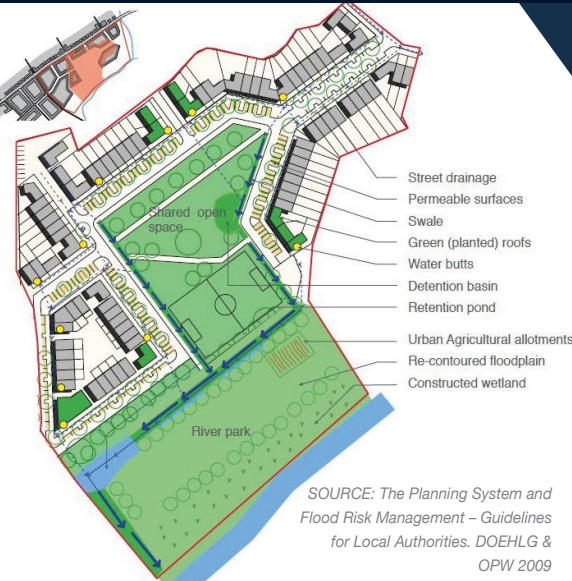 Shared open
space
River park
Street drainage
Permeable surfaces
Swale
Green (planted) roofs
Water butts
Detention basin
Retention pond
Urban Agricultural allotments
Re-contoured floodplain
Constructed wetland
SOURCE: The Planning System and
Flood Risk Management – Guidelines
for Local Authorities. DOEHLG &
OPW 2009